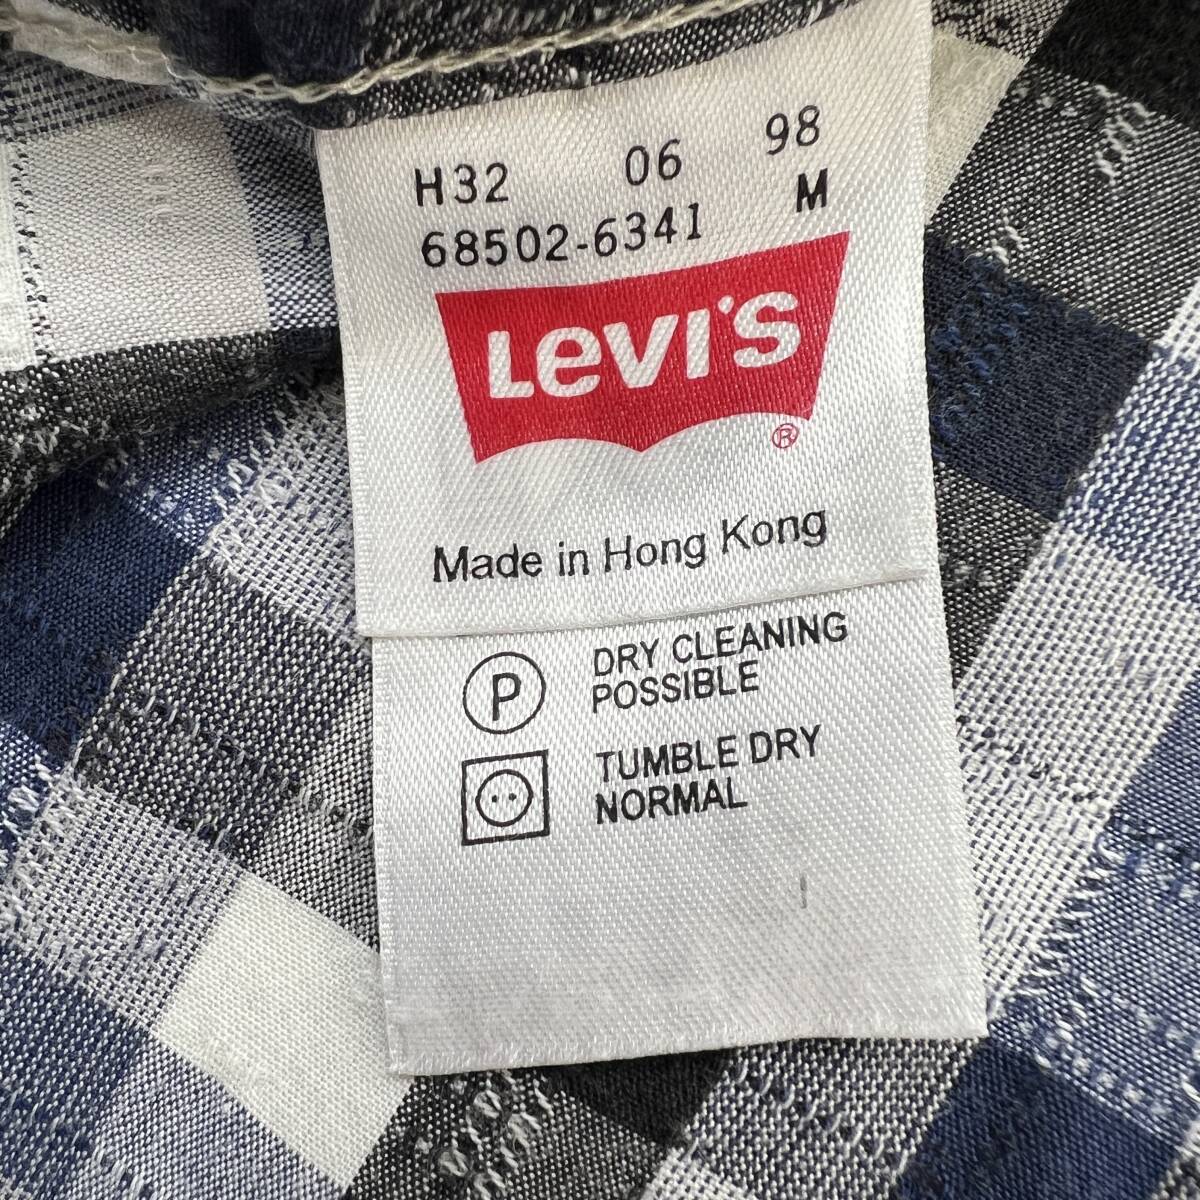 H32 06 98
68502-6341 M
LeVI'S
®
Made in Hong Kong
P DRY CLEANING
POSSIBLE
TUMBLE DRY
NORMAL